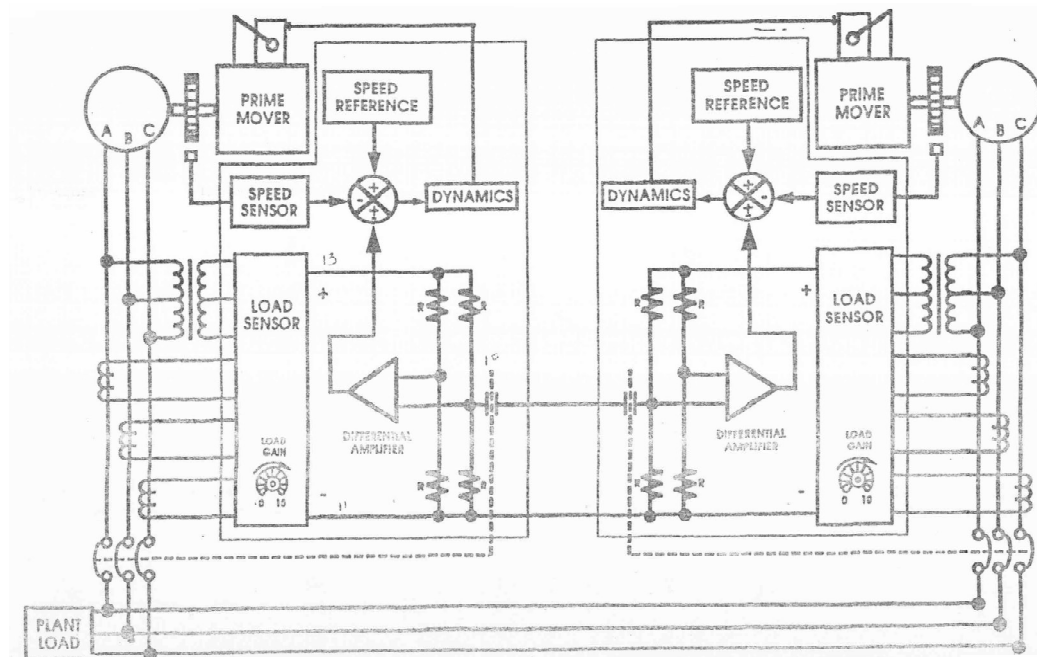 PRIME
MOVER
A B C
SPEED
REFERENCE
SPEED
SENSOR
- + ±
DYNAMICS
LOAD
SENSOR
13
+
R R
R R
- 11
DIFFERENTIAL
AMPLIFIER
LOAD
GAIN
0 15
SPEED
REFERENCE
PRIME
MOVER
A B C
DYNAMICS
+ - ±
SPEED
SENSOR
+
LOAD
SENSOR
R R
R R
-
DIFFERENTIAL
AMPLIFIER
LOAD
GAIN
0 10
PLANT
LOAD